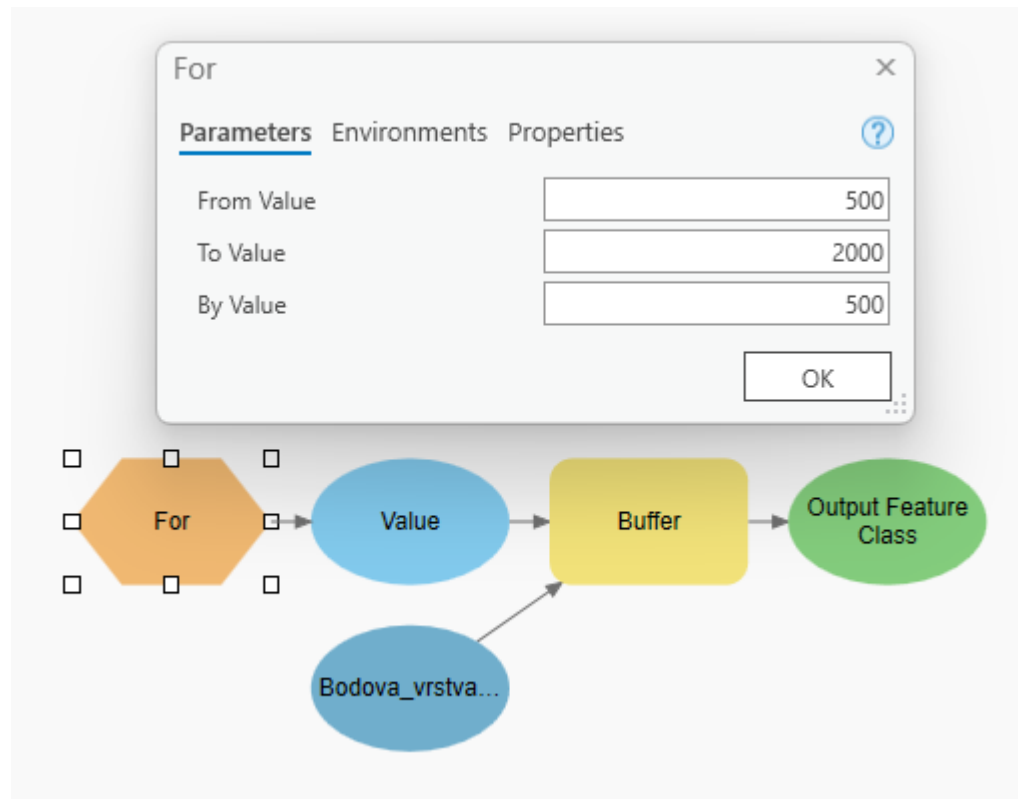 For
Parameters Environments Properties
From Value 500
To Value 2000
By Value 500
OK
For
Value
Buffer
Output Feature
Class
Bodova_vrstva...